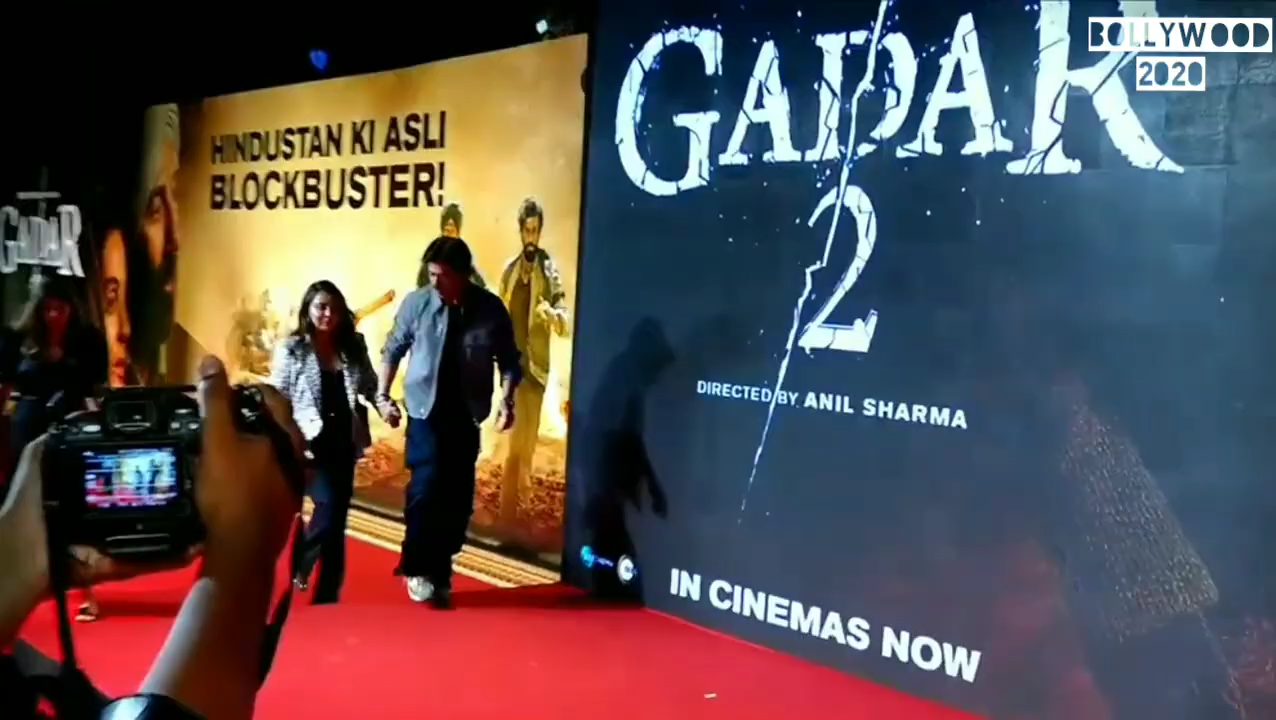 BOLLYWOOD
2020
HINDUSTAN KI ASLI
BLOCKBUSTER!
GADAR
GADAR
2
DIRECTED BY ANIL SHARMA
IN CINEMAS NOW